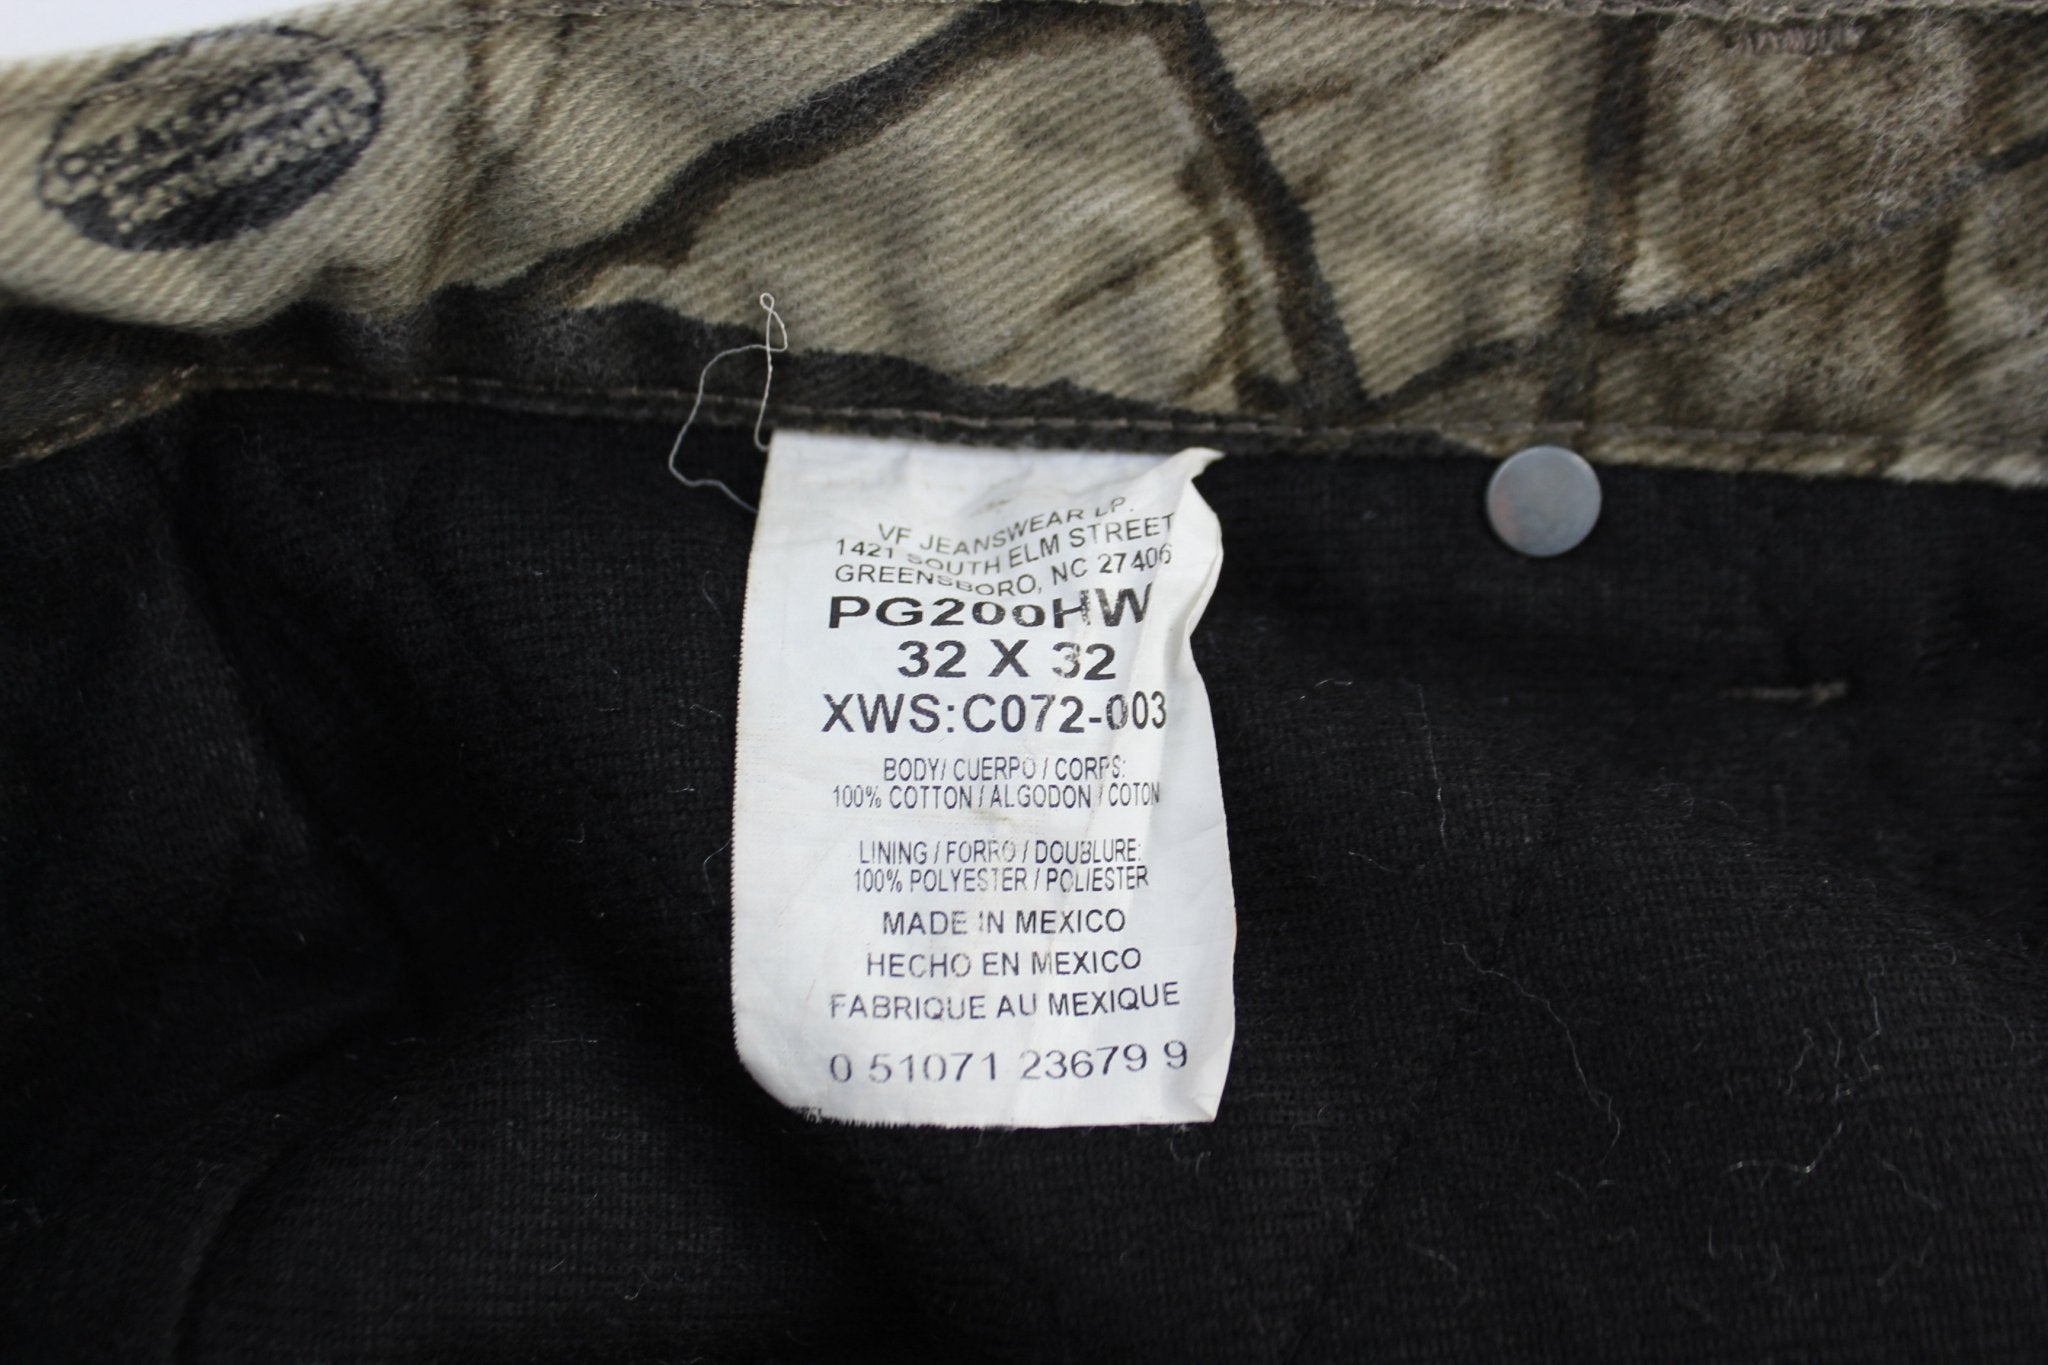 VF JEANSWEAR LP.
1421 SOUTH ELM STREET
GREENSBORO, NC 27406
PG200HW
32 X 32
XWS:C072-003
BODY/ CUERPO / CORPS:
100% COTTON / ALGODON / COTON
LINING / FORRO / DOUBLURE:
100% POLYESTER / POLIESTER
MADE IN MEXICO
HECHO EN MEXICO
FABRIQUE AU MEXIQUE
0 51071 23679 9